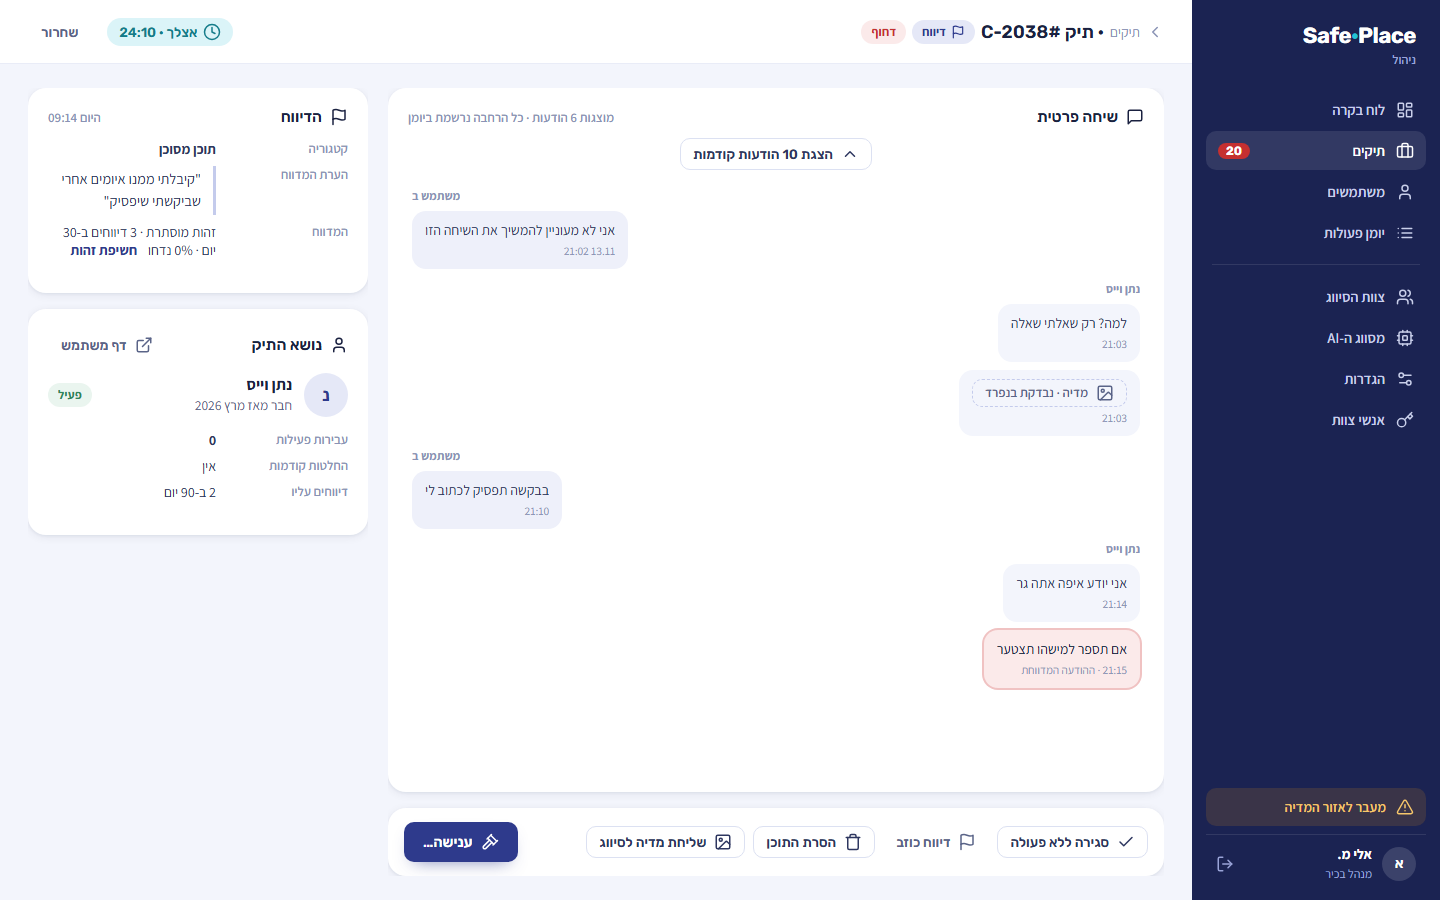 Safe•Place
ניהול
לוח בקרה
תיקים
20
משתמשים
יומן פעולות
צוות הסיווג
מסווג ה-AI
הגדרות
אנשי צוות
מעבר לאזור המדיה
א
אלי מ.
מנהל בכיר
תיקים • תיק #C-2038
דיווח
דחוף
אצלך • 24:10
שחרור
שיחה פרטית
מוצגות 6 הודעות · כל הרחבה נרשמת ביומן
הצגת 10 הודעות קודמות
משתמש ב
אני לא מעוניין להמשיך את השיחה הזו
13.11 21:02
נתן וייס
למה? רק שאלתי שאלה
21:03
מדיה · נבדקת בנפרד
21:03
משתמש ב
בבקשה תפסיק לכתוב לי
21:10
נתן וייס
אני יודע איפה אתה גר
21:14
אם תספר למישהו תצטער
21:15 · ההודעה המדווחת
סגירה ללא פעולה
דיווח כוזב
הסרת התוכן
שליחת מדיה לסיווג
ענישה...
הדיווח
היום 09:14
קטגוריה
תוכן מסוכן
הערת המדווח
"קיבלתי ממנו איומים אחרי
שביקשתי שיפסיק"
המדווח
זהות מוסתרת · 3 דיווחים ב-30
יום · 0% נדחו חשיפת זהות
נושא התיק
דף משתמש
נ
נתן וייס
חבר מאז מרץ 2026
פעיל
עבירות פעילות
0
החלטות קודמות
אין
דיווחים עליו
2 ב-90 יום